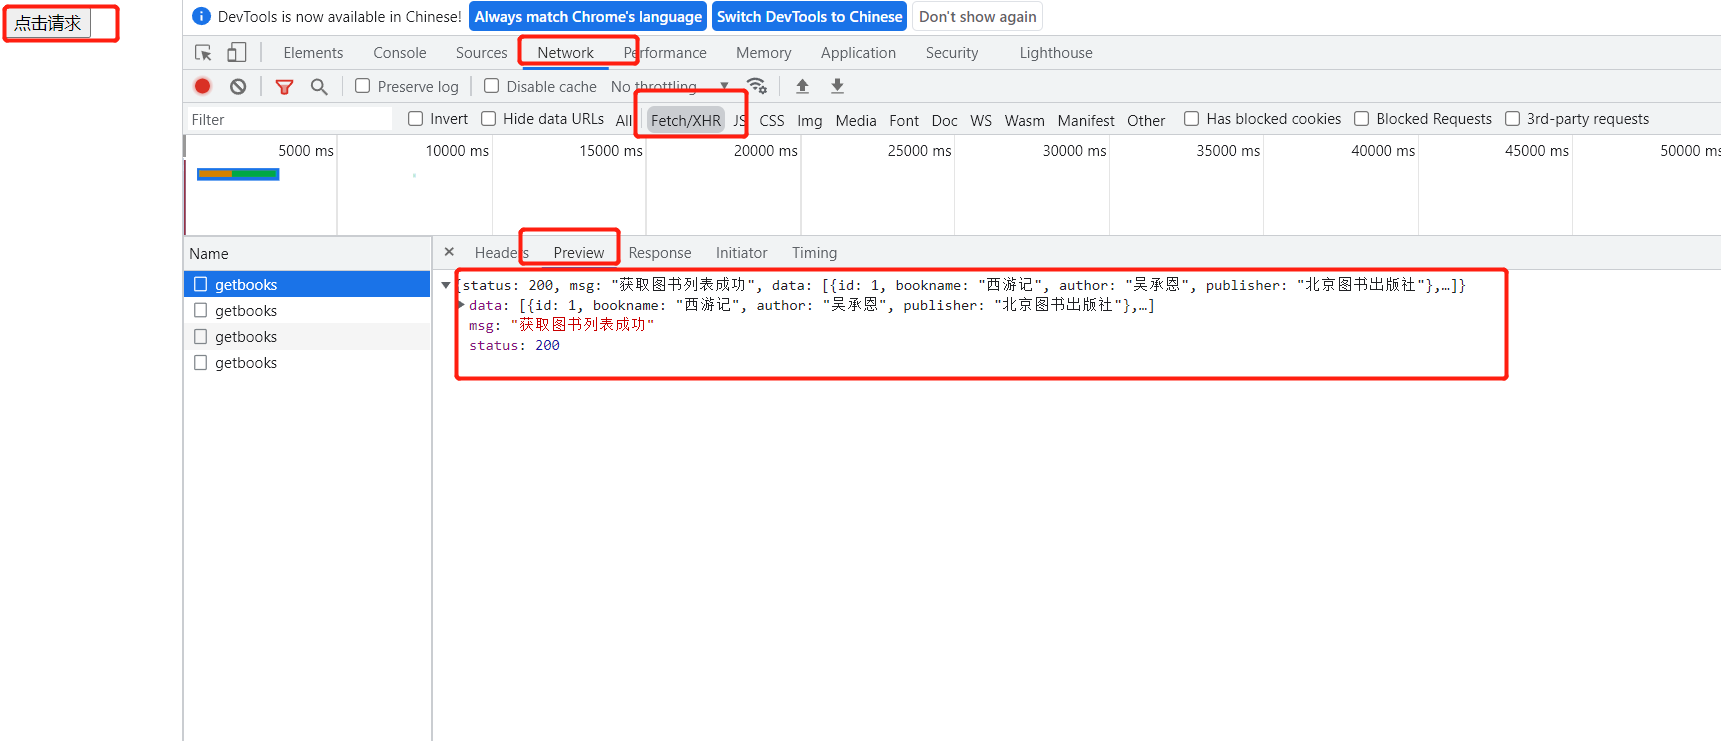 点击请求
DevTools is now available in Chinese! Always match Chrome's language Switch DevTools to Chinese Don't show again
Elements Console Sources Network Performance Memory Application Security Lighthouse
Preserve log Disable cache No throttling
Filter Invert Hide data URLs All Fetch/XHR JS CSS Img Media Font Doc WS Wasm Manifest Other Has blocked cookies Blocked Requests 3rd-party requests
5000 ms 10000 ms 15000 ms 20000 ms 25000 ms 30000 ms 35000 ms 40000 ms 45000 ms 50000 ms
Name × Headers Preview Response Initiator Timing
getbooks
getbooks
getbooks
getbooks
{status: 200, msg: "获取图书列表成功", data: [{id: 1, bookname: "西游记", author: "吴承恩", publisher: "北京图书出版社"},…]}
data: [{id: 1, bookname: "西游记", author: "吴承恩", publisher: "北京图书出版社"},…]
msg: "获取图书列表成功"
status: 200